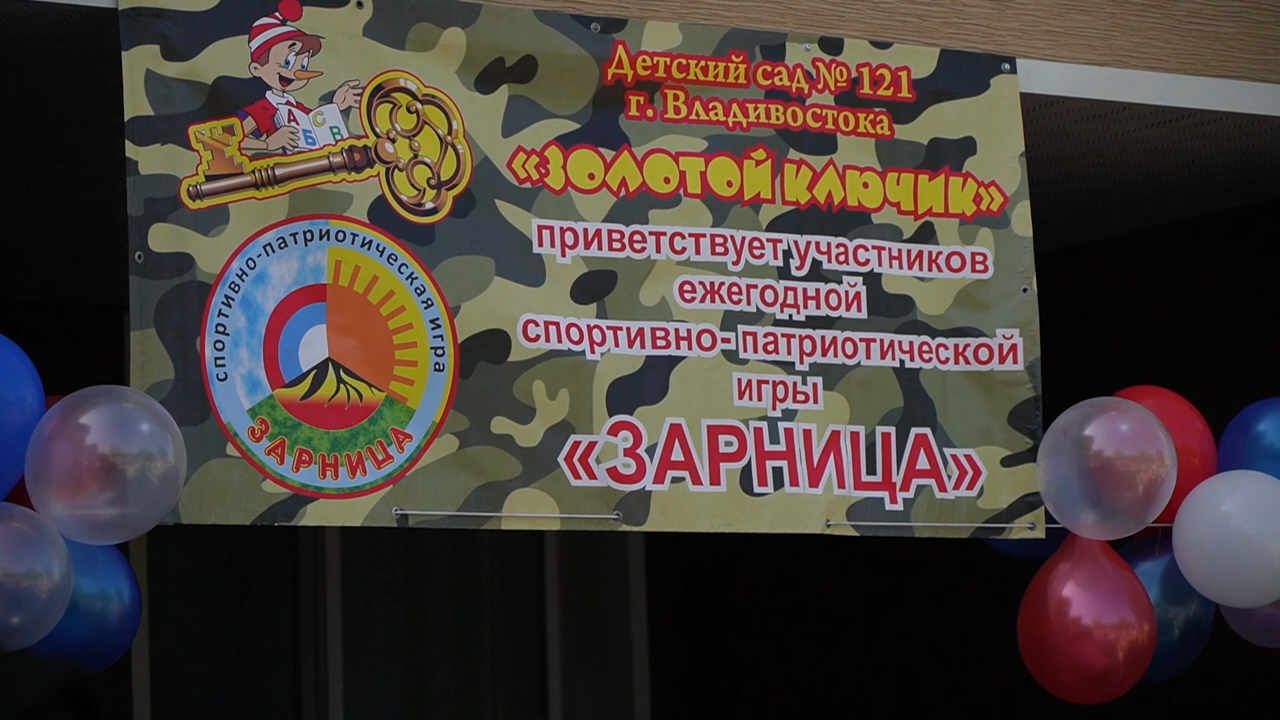 Детский сад № 121
г. Владивостока
«ЗОЛОТОЙ КЛЮЧИК»
приветствует участников
ежегодной
спортивно- патриотической
игры
«ЗАРНИЦА»
А С
Б В
спортивно-патриотическая игра
ЗАРНИЦА